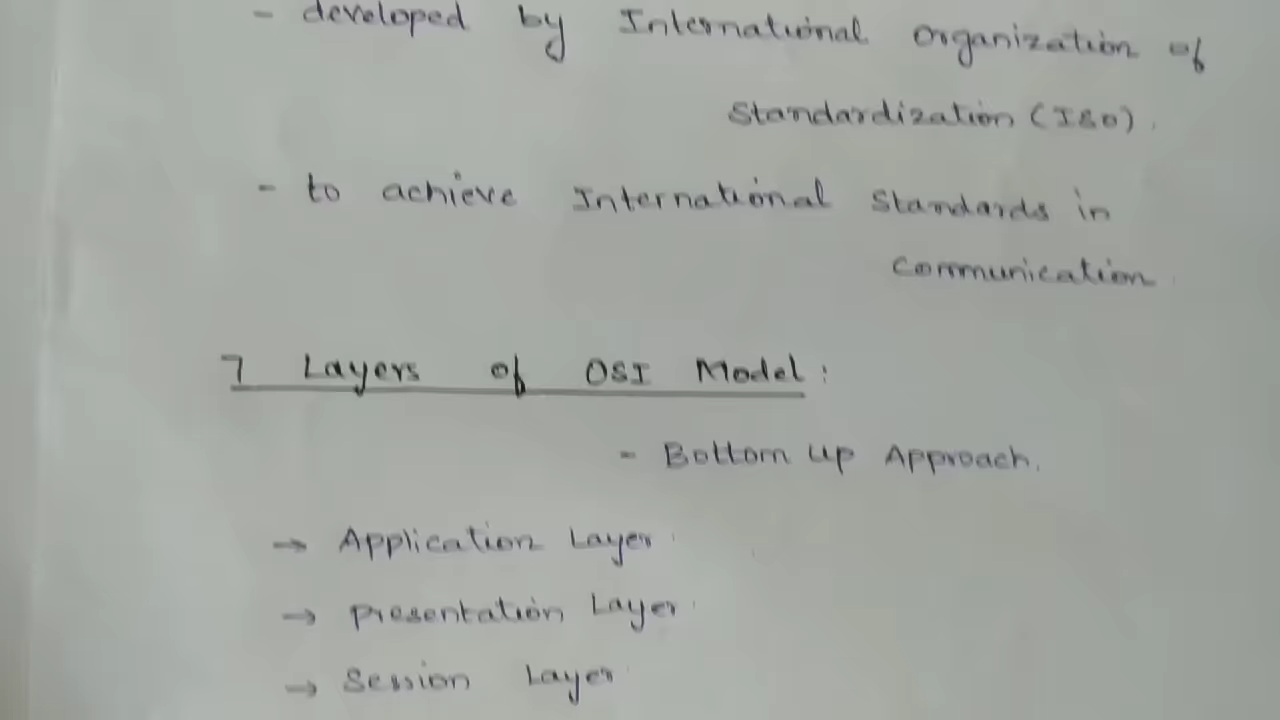 - developed by International Organization of
Standardization (ISO).
- to achieve International Standards in
Communication
7 Layers of OSI Model:
- Bottom up Approach.
→ Application Layer
→ Presentation Layer
→ Session Layer